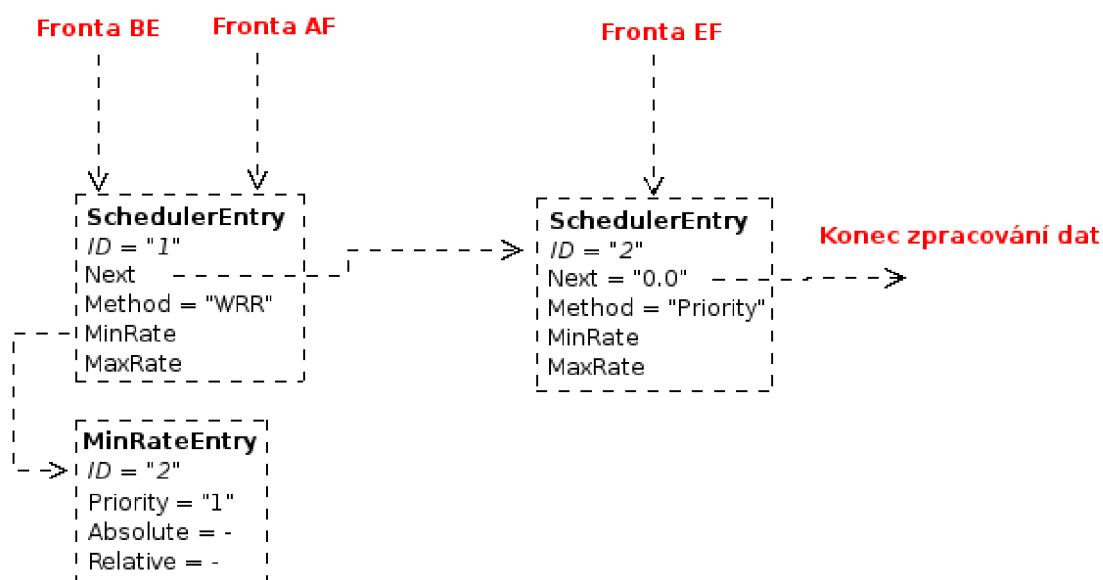 Fronta BE
Fronta AF
Fronta EF
SchedulerEntry
ID = "1"
Next
Method = "WRR"
MinRate
MaxRate
SchedulerEntry
ID = "2"
Next = "0.0"
Method = "Priority"
MinRate
MaxRate
Konec zpracování dat
MinRateEntry
ID = "2"
Priority = "1"
Absolute = -
Relative = -